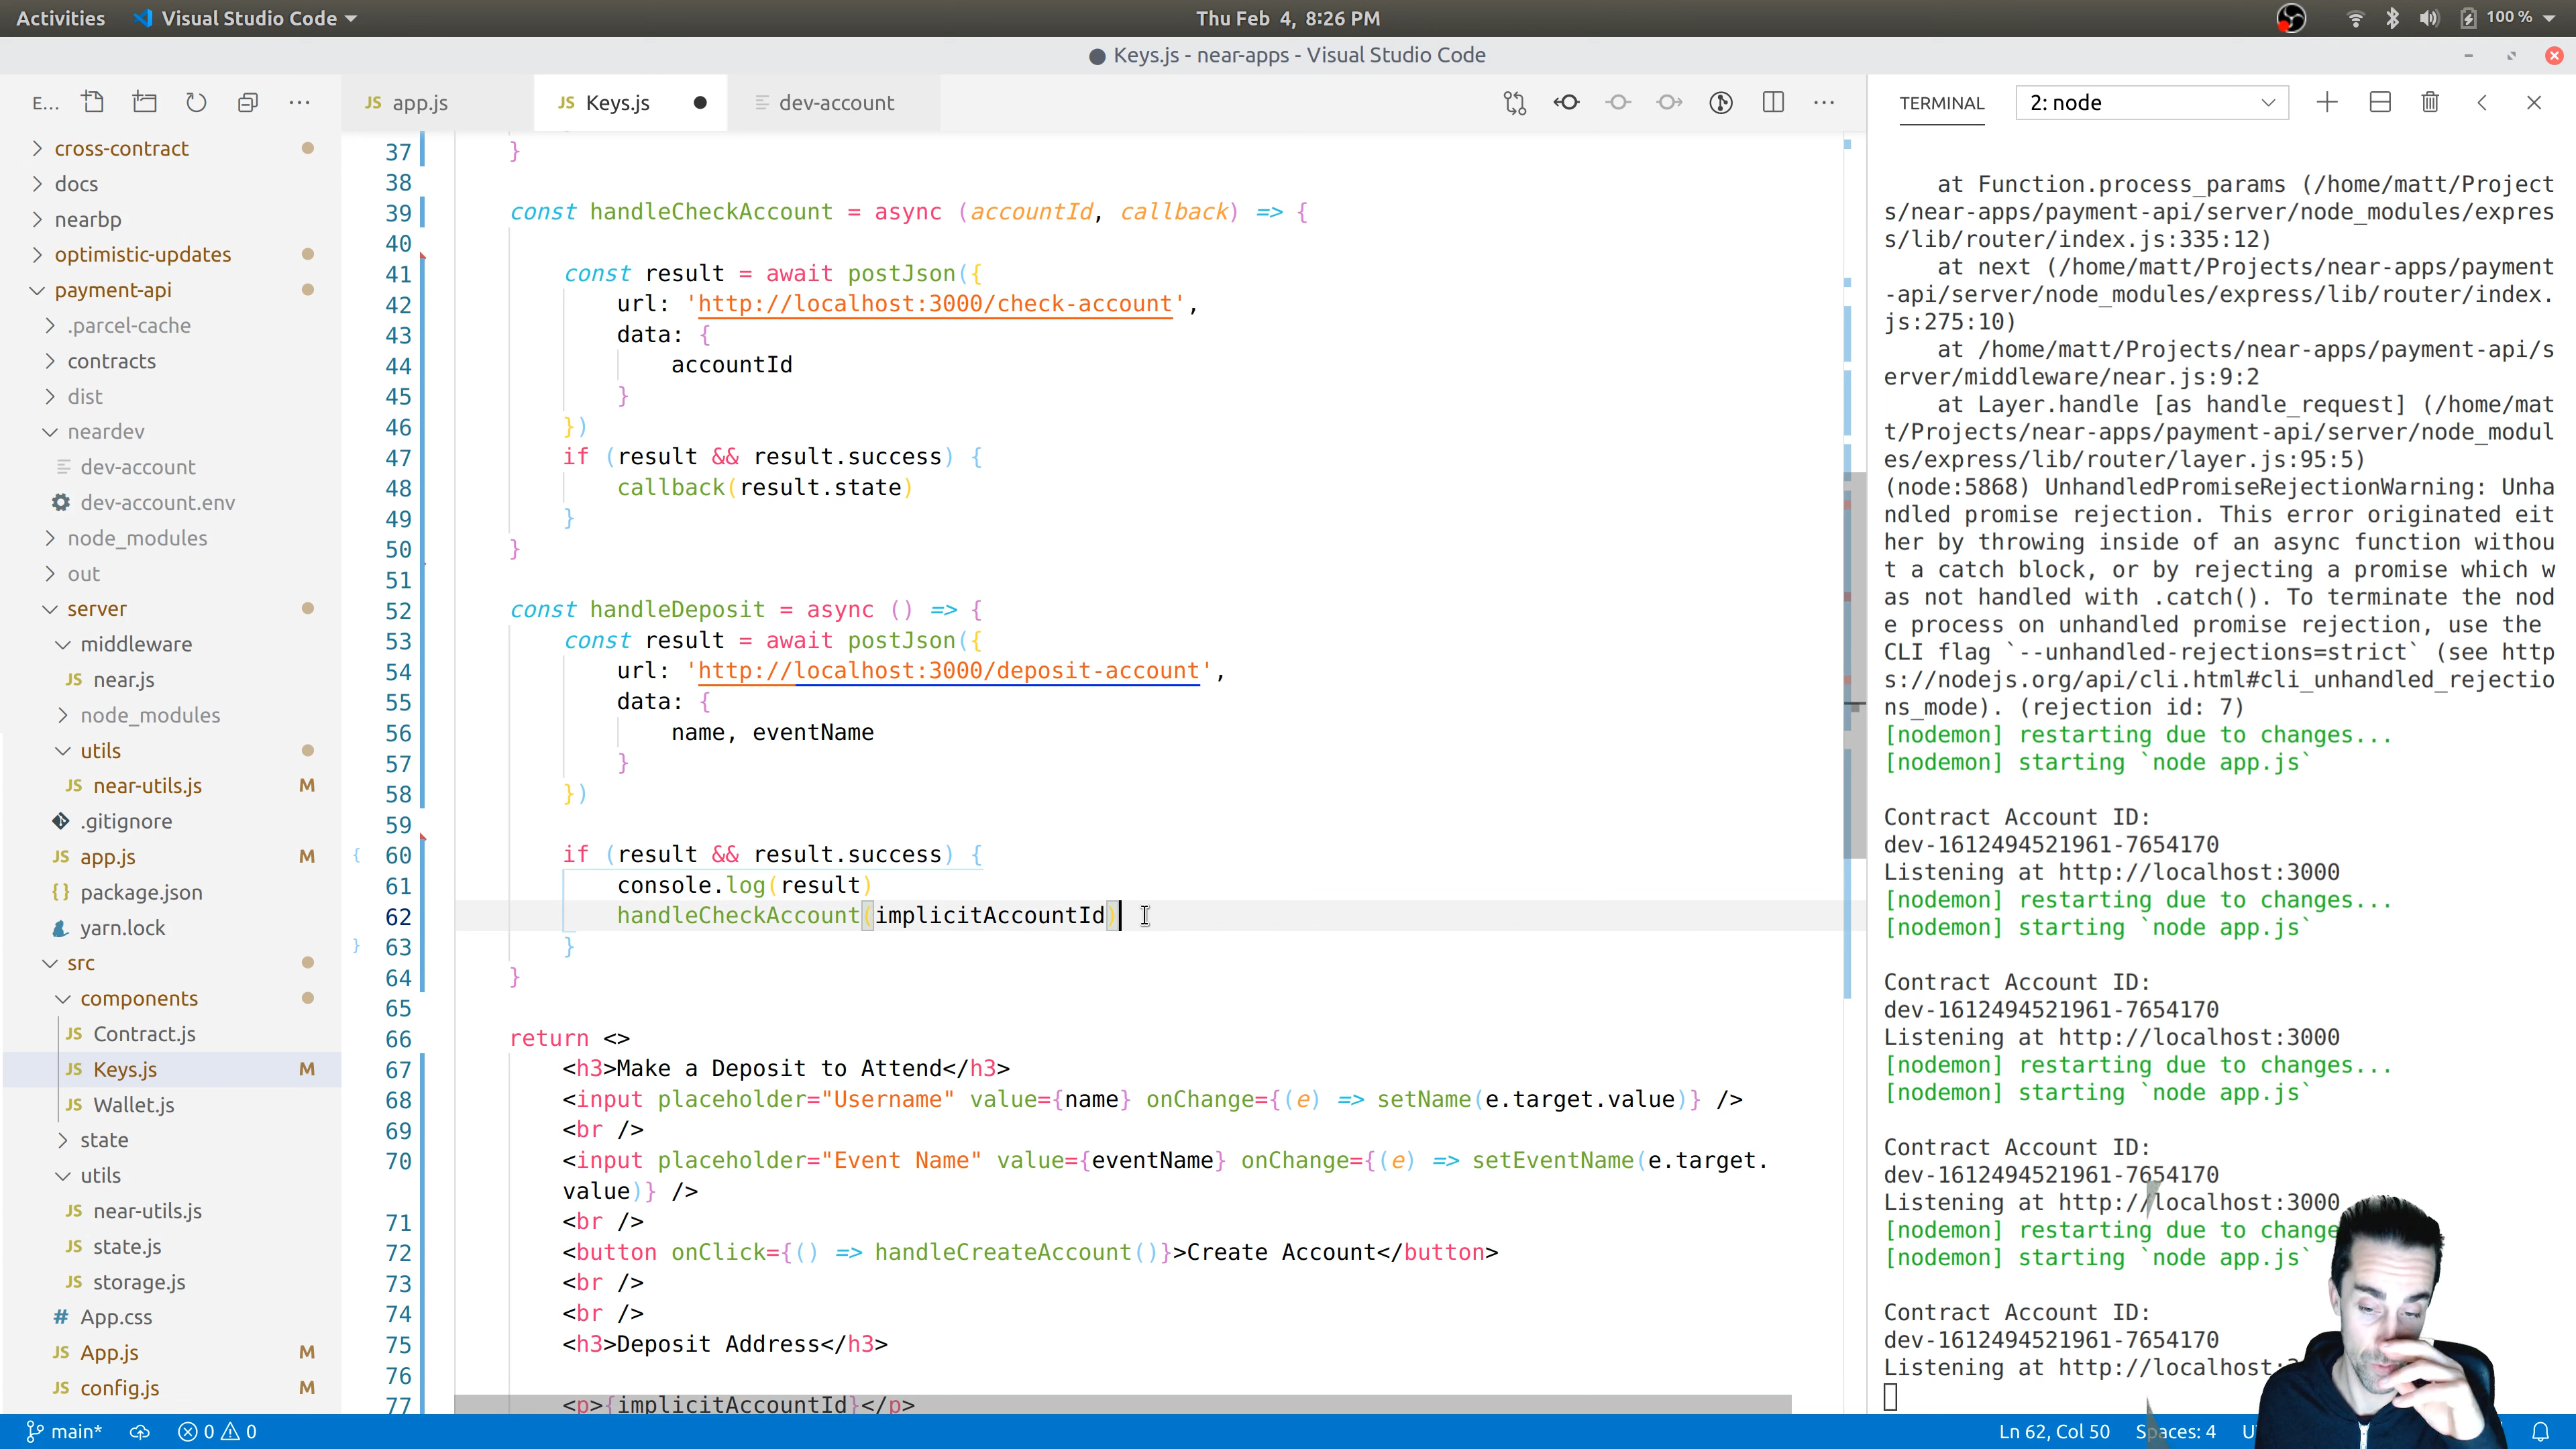 Activities
Visual Studio Code
Thu Feb 4, 8:26 PM
100 %
Keys.js - near-apps - Visual Studio Code
E...
JS app.js
JS Keys.js
dev-account
TERMINAL
2: node
cross-contract
docs
nearbp
optimistic-updates
payment-api
.parcel-cache
contracts
dist
neardev
dev-account
dev-account.env
node_modules
out
server
middleware
JS near.js
node_modules
utils
JS near-utils.js M
.gitignore
JS app.js M
{} package.json
yarn.lock
src
components
JS Contract.js
JS Keys.js M
JS Wallet.js
state
utils
JS near-utils.js
JS state.js
JS storage.js
# App.css
JS App.js M
JS config.js M
37 }
38
39 const handleCheckAccount = async (accountId, callback) => {
40
41 const result = await postJson({
42 url: 'http://localhost:3000/check-account',
43 data: {
44 accountId
45 }
46 })
47 if (result && result.success) {
48 callback(result.state)
49 }
50 }
51
52 const handleDeposit = async () => {
53 const result = await postJson({
54 url: 'http://localhost:3000/deposit-account',
55 data: {
56 name, eventName
57 }
58 })
59
{ 60 if (result && result.success) {
61 console.log(result)
62 handleCheckAccount(implicitAccountId)
} 63 }
64 }
65
66 return <>
67 <h3>Make a Deposit to Attend</h3>
68 <input placeholder="Username" value={name} onChange={(e) => setName(e.target.value)} />
69 <br />
70 <input placeholder="Event Name" value={eventName} onChange={(e) => setEventName(e.target.
value)} />
71 <br />
72 <button onClick={() => handleCreateAccount()}>Create Account</button>
73 <br />
74 <br />
75 <h3>Deposit Address</h3>
76
77 <p>{implicitAccountId}</p>
at Function.process_params (/home/matt/Project
s/near-apps/payment-api/server/node_modules/expres
s/lib/router/index.js:335:12)
at next (/home/matt/Projects/near-apps/payment
-api/server/node_modules/express/lib/router/index.
js:275:10)
at /home/matt/Projects/near-apps/payment-api/s
erver/middleware/near.js:9:2
at Layer.handle [as handle_request] (/home/mat
t/Projects/near-apps/payment-api/server/node_modul
es/express/lib/router/layer.js:95:5)
(node:5868) UnhandledPromiseRejectionWarning: Unha
ndled promise rejection. This error originated eit
her by throwing inside of an async function withou
t a catch block, or by rejecting a promise which w
as not handled with .catch(). To terminate the nod
e process on unhandled promise rejection, use the
CLI flag `--unhandled-rejections=strict` (see http
s://nodejs.org/api/cli.html#cli_unhandled_rejectio
ns_mode). (rejection id: 7)
[nodemon] restarting due to changes...
[nodemon] starting `node app.js`
Contract Account ID:
dev-1612494521961-7654170
Listening at http://localhost:3000
[nodemon] restarting due to changes...
[nodemon] starting `node app.js`
Contract Account ID:
dev-1612494521961-7654170
Listening at http://localhost:3000
[nodemon] restarting due to changes...
[nodemon] starting `node app.js`
Contract Account ID:
dev-1612494521961-7654170
Listening at http://localhost:3000
[nodemon] restarting due to change
[nodemon] starting `node app.js`
Contract Account ID:
dev-1612494521961-7654170
Listening at http://localhost:
main*
0 0
Ln 62, Col 50
Spaces: 4